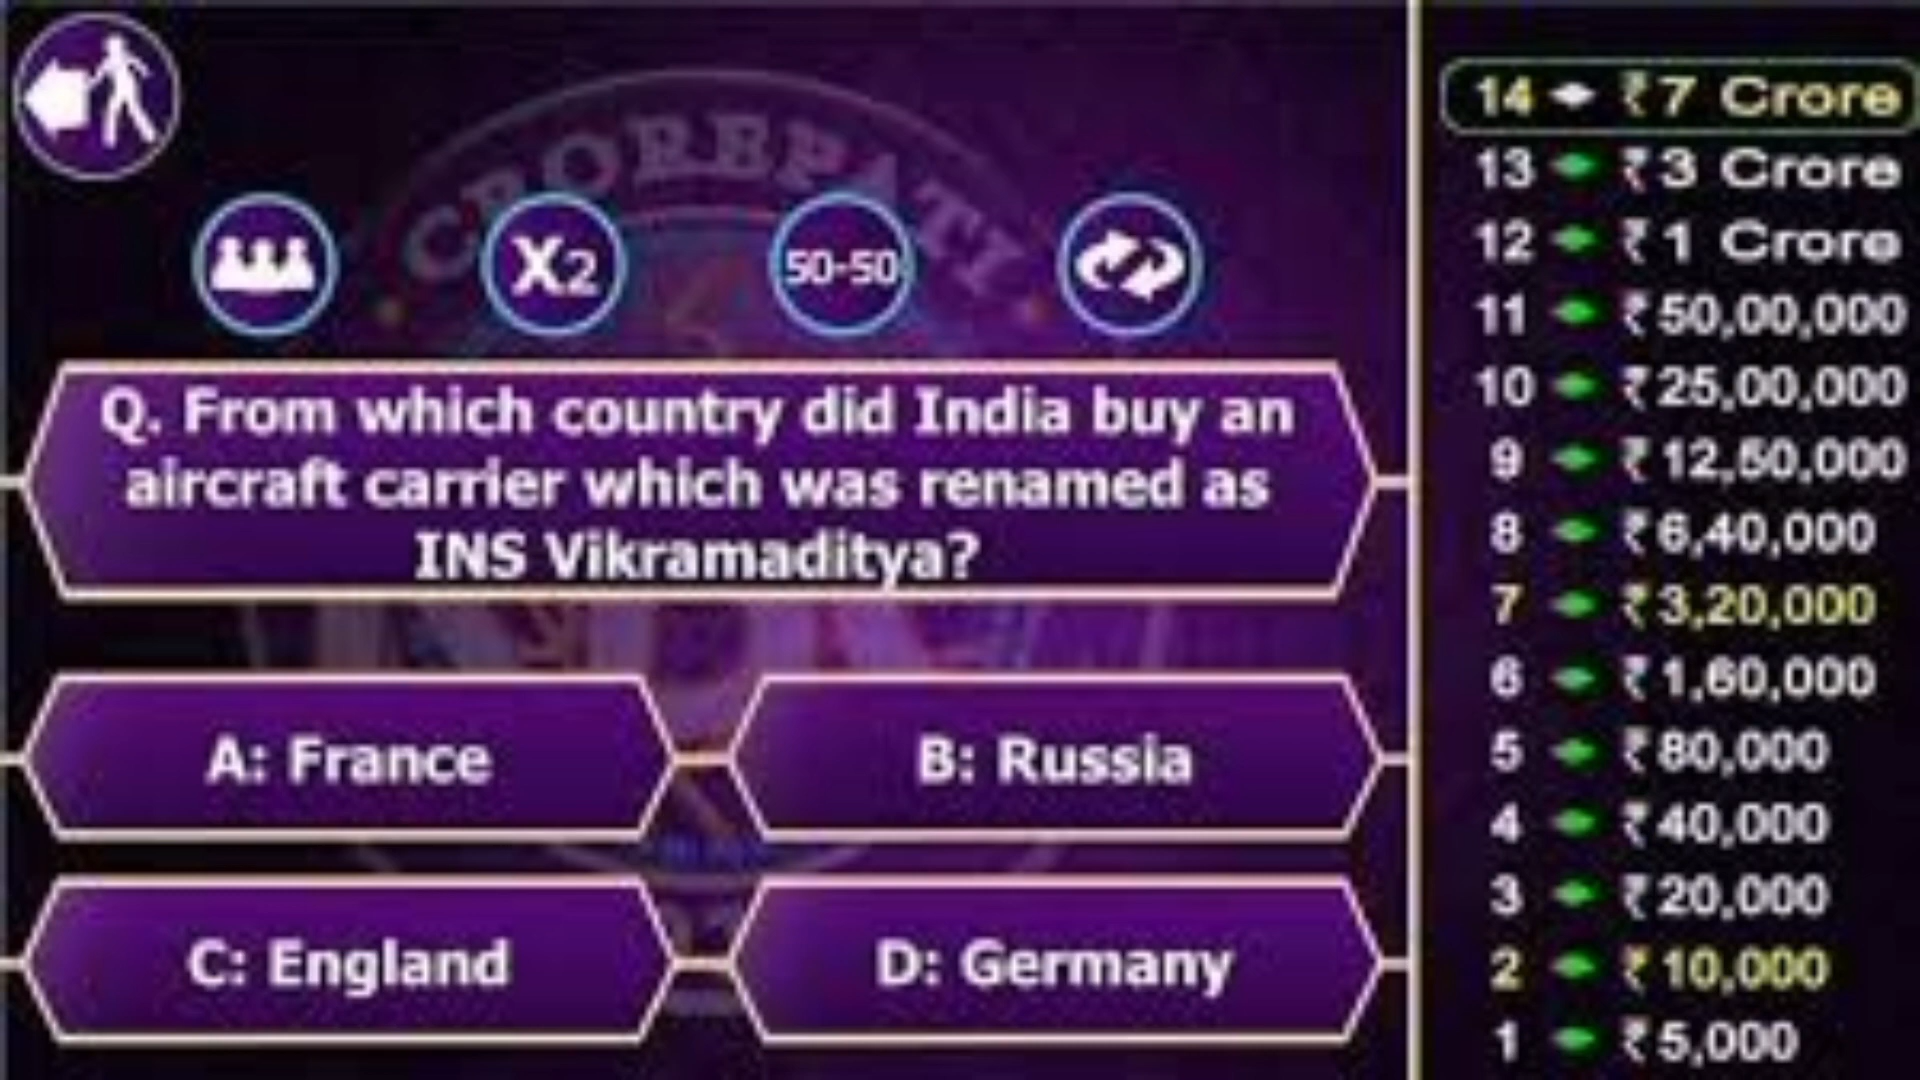 CROREPATI
X2
50-50
Q. From which country did India buy an
aircraft carrier which was renamed as
INS Vikramaditya?
A: France
B: Russia
C: England
D: Germany
14 ₹ 7 Crore
13 ₹ 3 Crore
12 ₹ 1 Crore
11 ₹ 50,00,000
10 ₹ 25,00,000
9 ₹ 12,50,000
8 ₹ 6,40,000
7 ₹ 3,20,000
6 ₹ 1,60,000
5 ₹ 80,000
4 ₹ 40,000
3 ₹ 20,000
2 ₹ 10,000
1 ₹ 5,000